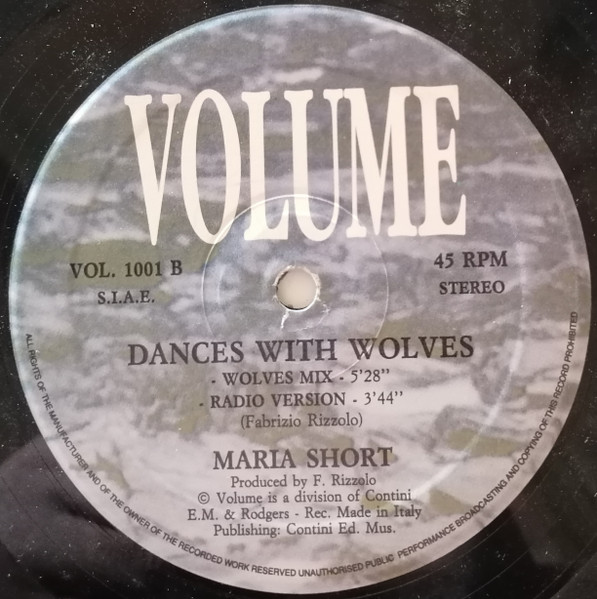 VOLUME
VOL. 1001 B
S.I.A.E.
45 RPM
STEREO
DANCES WITH WOLVES
- WOLVES MIX - 5'28"
- RADIO VERSION - 3'44"
(Fabrizio Rizzolo)
MARIA SHORT
Produced by F. Rizzolo
© Volume is a division of Contini
E.M. & Rodgers - Rec. Made in Italy
Publishing: Contini Ed. Mus.
ALL RIGHTS OF THE MANUFACTURER AND OF THE OWNER OF THE RECORDED WORK RESERVED UNAUTHORISED PUBLIC PERFORMANCE BROADCASTING AND COPYING OF THIS RECORD PROHIBITED